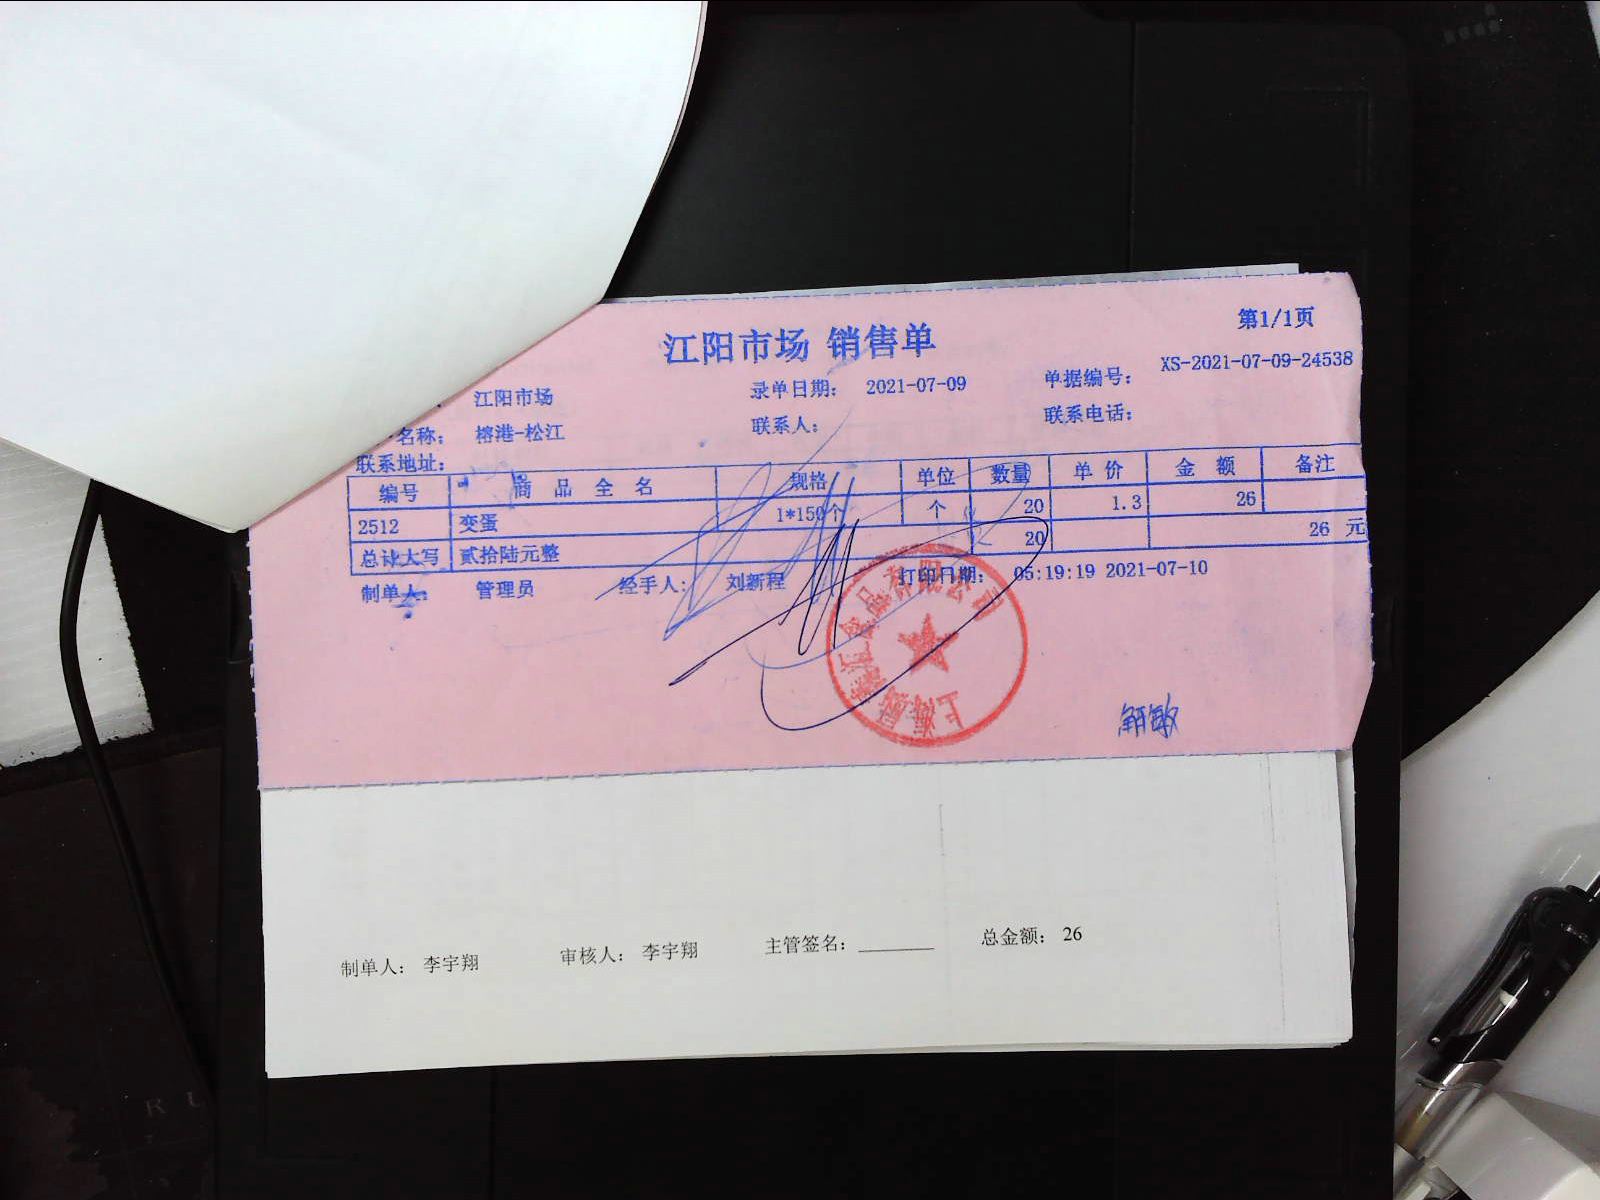 江阳市场 销售单
第1/1页
江阳市场 录单日期: 2021-07-09 单据编号: XS-2021-07-09-24538
名称: 榕港-松江 联系人: 联系电话:
联系地址:
编号 商 品 全 名 规格 单位 数量 单 价 金 额 备注
2512 变蛋 1*150个 个 20 1.3 26
总计大写 贰拾陆元整 20 26 元
制单人: 管理员 经手人: 刘新程 打印日期: 05:19:19 2021-07-10
制单人: 李宇翔 审核人: 李宇翔 主管签名: 总金额: 26